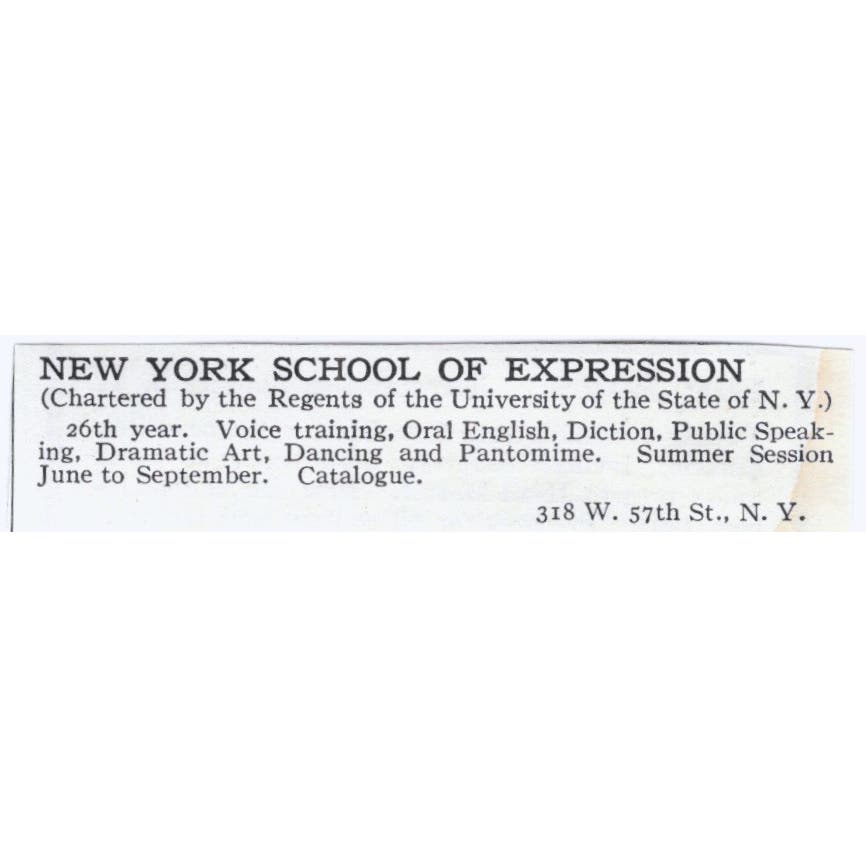 NEW YORK SCHOOL OF EXPRESSION
(Chartered by the Regents of the University of the State of N. Y.)
26th year. Voice training, Oral English, Diction, Public Speak-
ing, Dramatic Art, Dancing and Pantomime. Summer Session
June to September. Catalogue.
318 W. 57th St., N. Y.